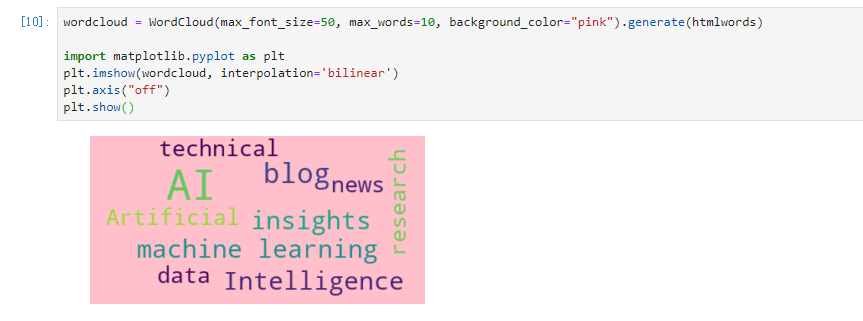 [10]: wordcloud = WordCloud(max_font_size=50, max_words=10, background_color="pink").generate(htmlwords)
import matplotlib.pyplot as plt
plt.imshow(wordcloud, interpolation='bilinear')
plt.axis("off")
plt.show()
technical
AI
blog
news
research
Artificial
insights
machine learning
data
Intelligence